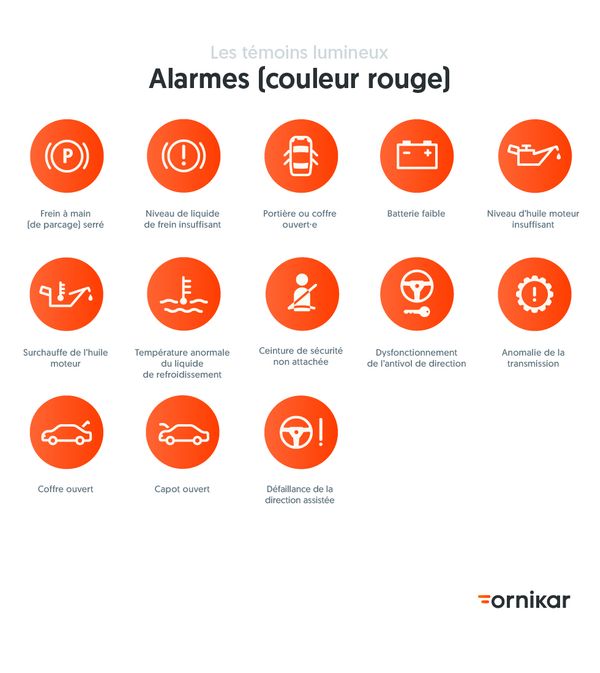 Les témoins lumineux
Alarmes (couleur rouge)
P
Frein à main
(de parcage) serré
!
Niveau de liquide
de frein insuffisant
Portière ou coffre
ouvert·e
- +
Batterie faible
Niveau d'huile moteur
insuffisant
Surchauffe de l'huile
moteur
Température anormale
du liquide
de refroidissement
Ceinture de sécurité
non attachée
Dysfonctionnement
de l'antivol de direction
!
Anomalie de la
transmission
Coffre ouvert
Capot ouvert
!
Défaillance de la
direction assistée
ornikar